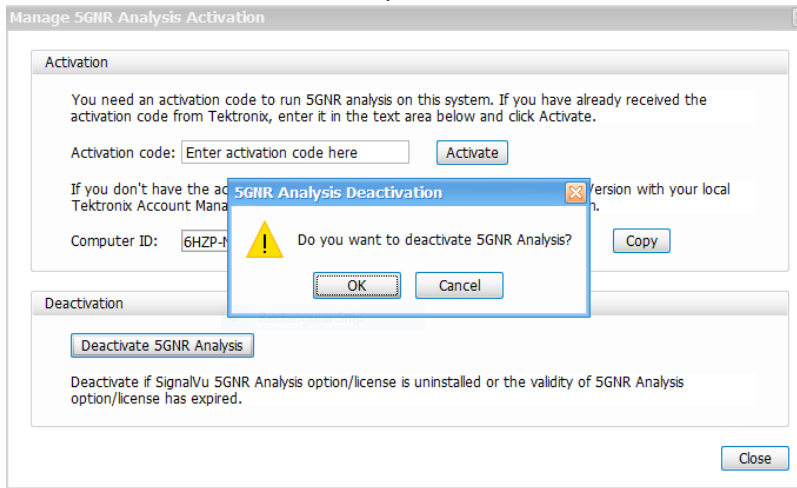 Manage 5GNR Analysis Activation
Activation
You need an activation code to run 5GNR analysis on this system. If you have already received the
activation code from Tektronix, enter it in the text area below and click Activate.
Activation code: Enter activation code here Activate
If you don't have the Version with your local
Tektronix Account
Computer ID: 6HZP- Copy
5GNR Analysis Deactivation
Do you want to deactivate 5GNR Analysis?
OK Cancel
Deactivation
Deactivate 5GNR Analysis
Deactivate if SignalVu 5GNR Analysis option/license is uninstalled or the validity of 5GNR Analysis
option/license has expired.
Close